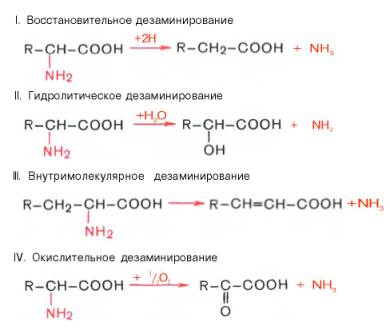 I. Восстановительное дезаминирование
+2H
R–CH–COOH → R–CH₂–COOH + NH₃
NH₂
II. Гидролитическое дезаминирование
+H₂O
R–CH–COOH → R–CH–COOH + NH₃
NH₂ OH
III. Внутримолекулярное дезаминирование
R–CH₂–CH–COOH → R–CH=CH–COOH +NH₃
NH₂
IV. Окислительное дезаминирование
+ ¹/₂O₂
R–CH–COOH → R–C–COOH + NH₃
NH₂ O